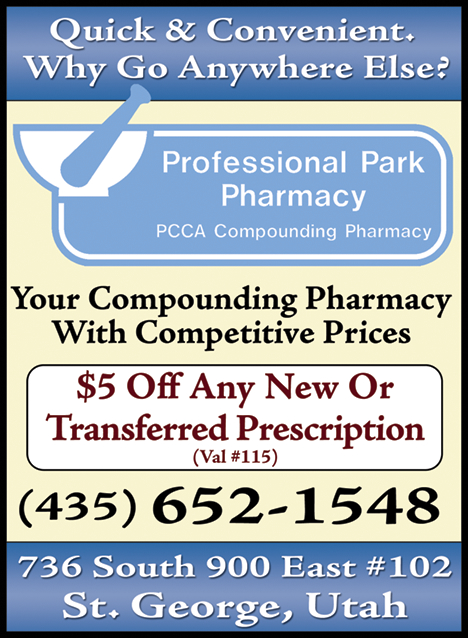 Quick & Convenient.
Why Go Anywhere Else?
Professional Park
Pharmacy
PCCA Compounding Pharmacy
Your Compounding Pharmacy
With Competitive Prices
$5 Off Any New Or
Transferred Prescription
(Val #115)
(435) 652-1548
736 South 900 East #102
St. George, Utah